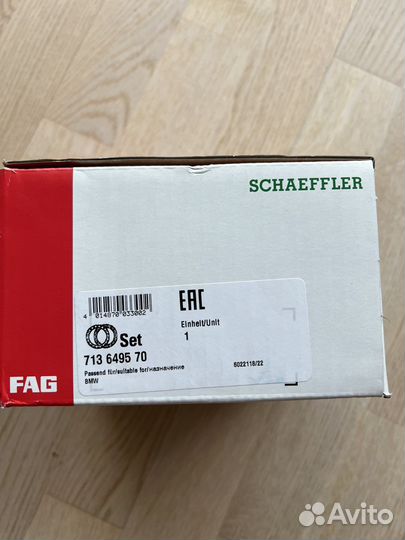 SCHAEFFLER
4 014870 033002
EAC
Set
Einheit/Unit
1
713 6495 70
Passend für/suitable for/назначение
BMW
6022118/22
FAG
Avito